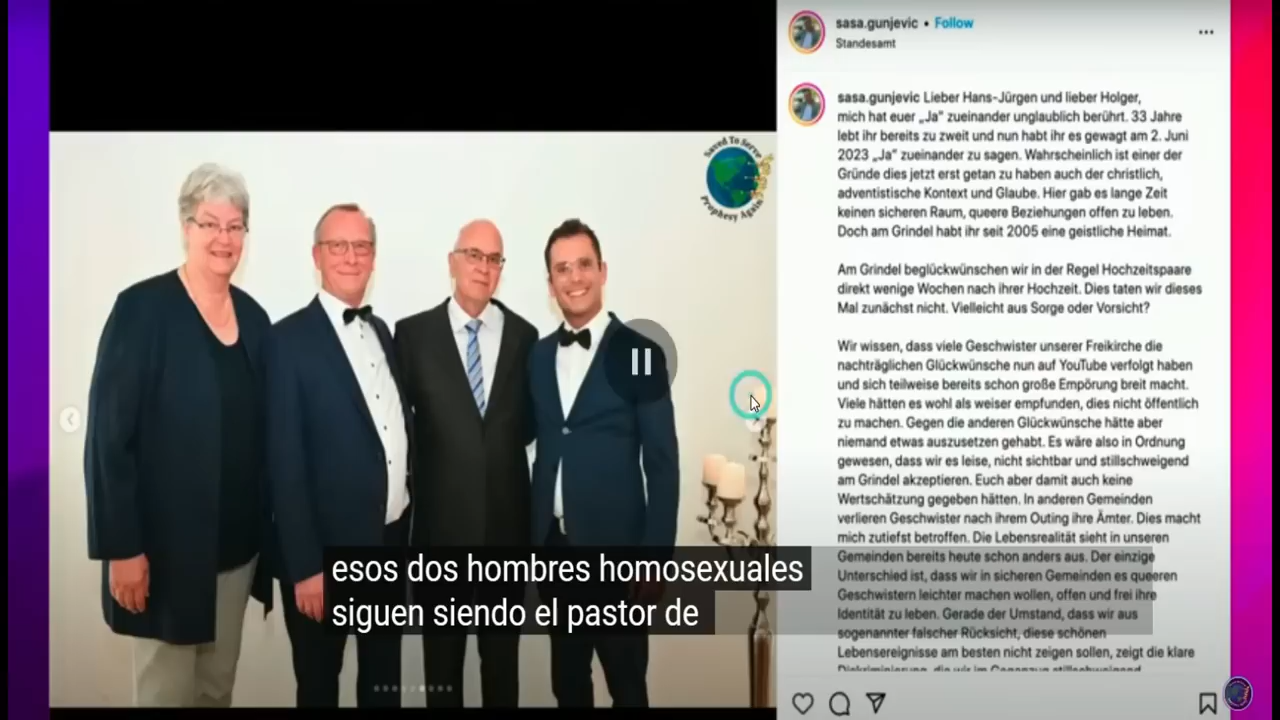 sasa.gunjevic • Follow
Standesamt
sasa.gunjevic Lieber Hans-Jürgen und lieber Holger,
mich hat euer „Ja" zueinander unglaublich berührt. 33 Jahre
lebt ihr bereits zu zweit und nun habt ihr es gewagt am 2. Juni
2023 „Ja" zueinander zu sagen. Wahrscheinlich ist einer der
Gründe dies jetzt erst getan zu haben auch der christlich,
adventistische Kontext und Glaube. Hier gab es lange Zeit
keinen sicheren Raum, queere Beziehungen offen zu leben.
Doch am Grindel habt ihr seit 2005 eine geistliche Heimat.
Am Grindel beglückwünschen wir in der Regel Hochzeitspaare
direkt wenige Wochen nach ihrer Hochzeit. Dies taten wir dieses
Mal zunächst nicht. Vielleicht aus Sorge oder Vorsicht?
Wir wissen, dass viele Geschwister unserer Freikirche die
nachträglichen Glückwünsche nun auf YouTube verfolgt haben
und sich teilweise bereits schon große Empörung breit macht.
Viele hätten es wohl als weiser empfunden, dies nicht öffentlich
zu machen. Gegen die anderen Glückwünsche hätte aber
niemand etwas auszusetzen gehabt. Es wäre also in Ordnung
gewesen, dass wir es leise, nicht sichtbar und stillschweigend
am Grindel akzeptieren. Euch aber damit auch keine
Wertschätzung gegeben hätten. In anderen Gemeinden
verlieren Geschwister nach ihrem Outing ihre Ämter. Dies macht
mich zutiefst betroffen. Die Lebensrealität sieht in unseren
Gemeinden bereits heute schon anders aus. Der einzige
Unterschied ist, dass wir in sicheren Gemeinden es queeren
Geschwistern leichter machen wollen, offen und frei ihre
Identität zu leben. Gerade der Umstand, dass wir aus
sogenannter falscher Rücksicht, diese schönen
Lebensereignisse am besten nicht zeigen sollen, zeigt die klare
Diskriminierung, die wir im Gegenzug stillschweigend
Saved To Serve
Prophesy Again
esos dos hombres homosexuales
siguen siendo el pastor de